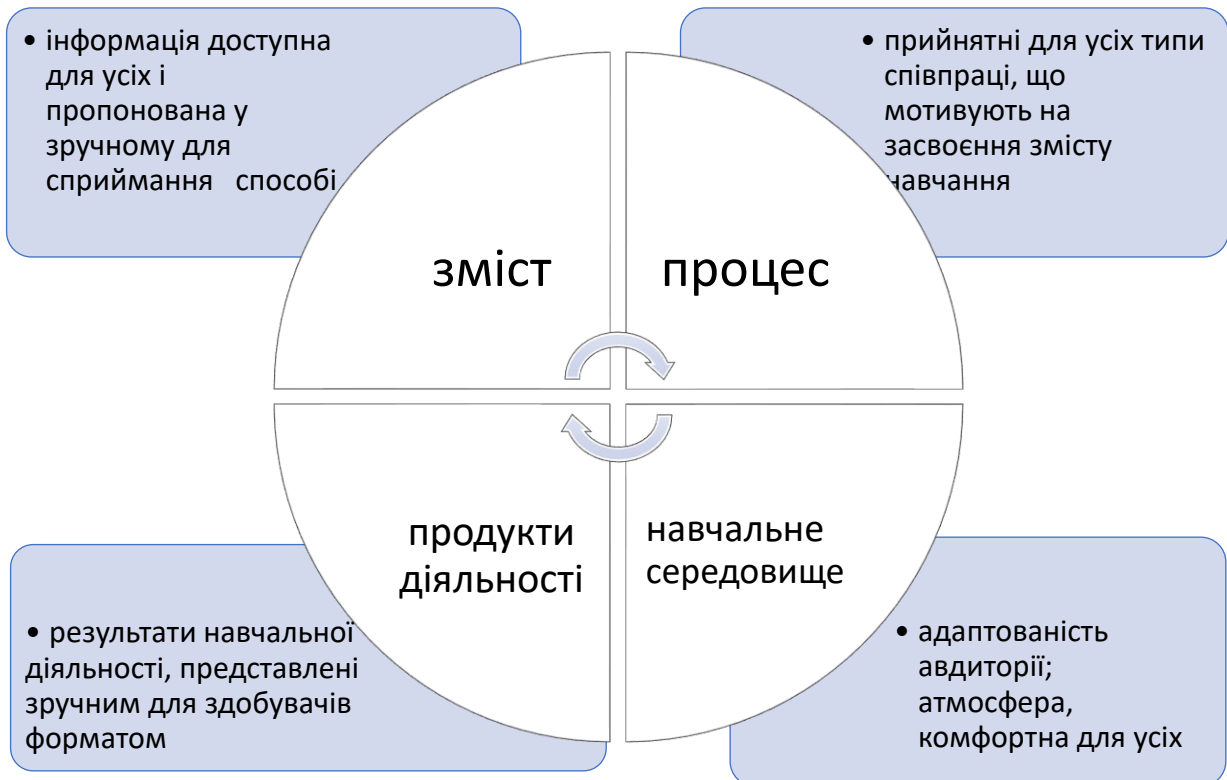 • інформація доступна
для усіх і
пропонована у
зручному для
сприймання способі
• прийнятні для усіх типи
співпраці, що
мотивують на
засвоєння змісту
навчання
зміст
процес
продукти
діяльності
навчальне
середовище
• результати навчальної
діяльності, представлені
зручним для здобувачів
форматом
• адаптованість
авдиторії;
атмосфера,
комфортна для усіх